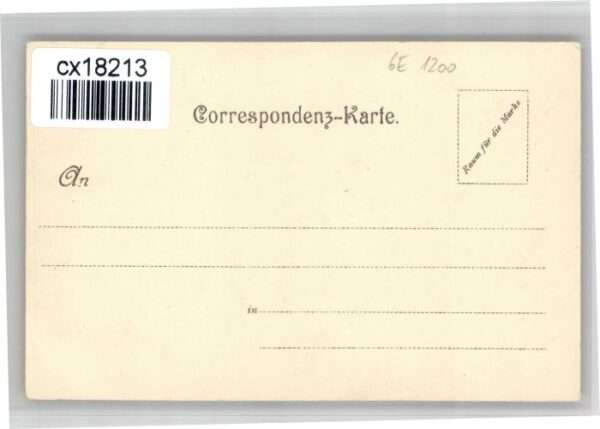 cx18213
6E 1200
Correspondenz-Karte.
Raum für die Marke
An
in